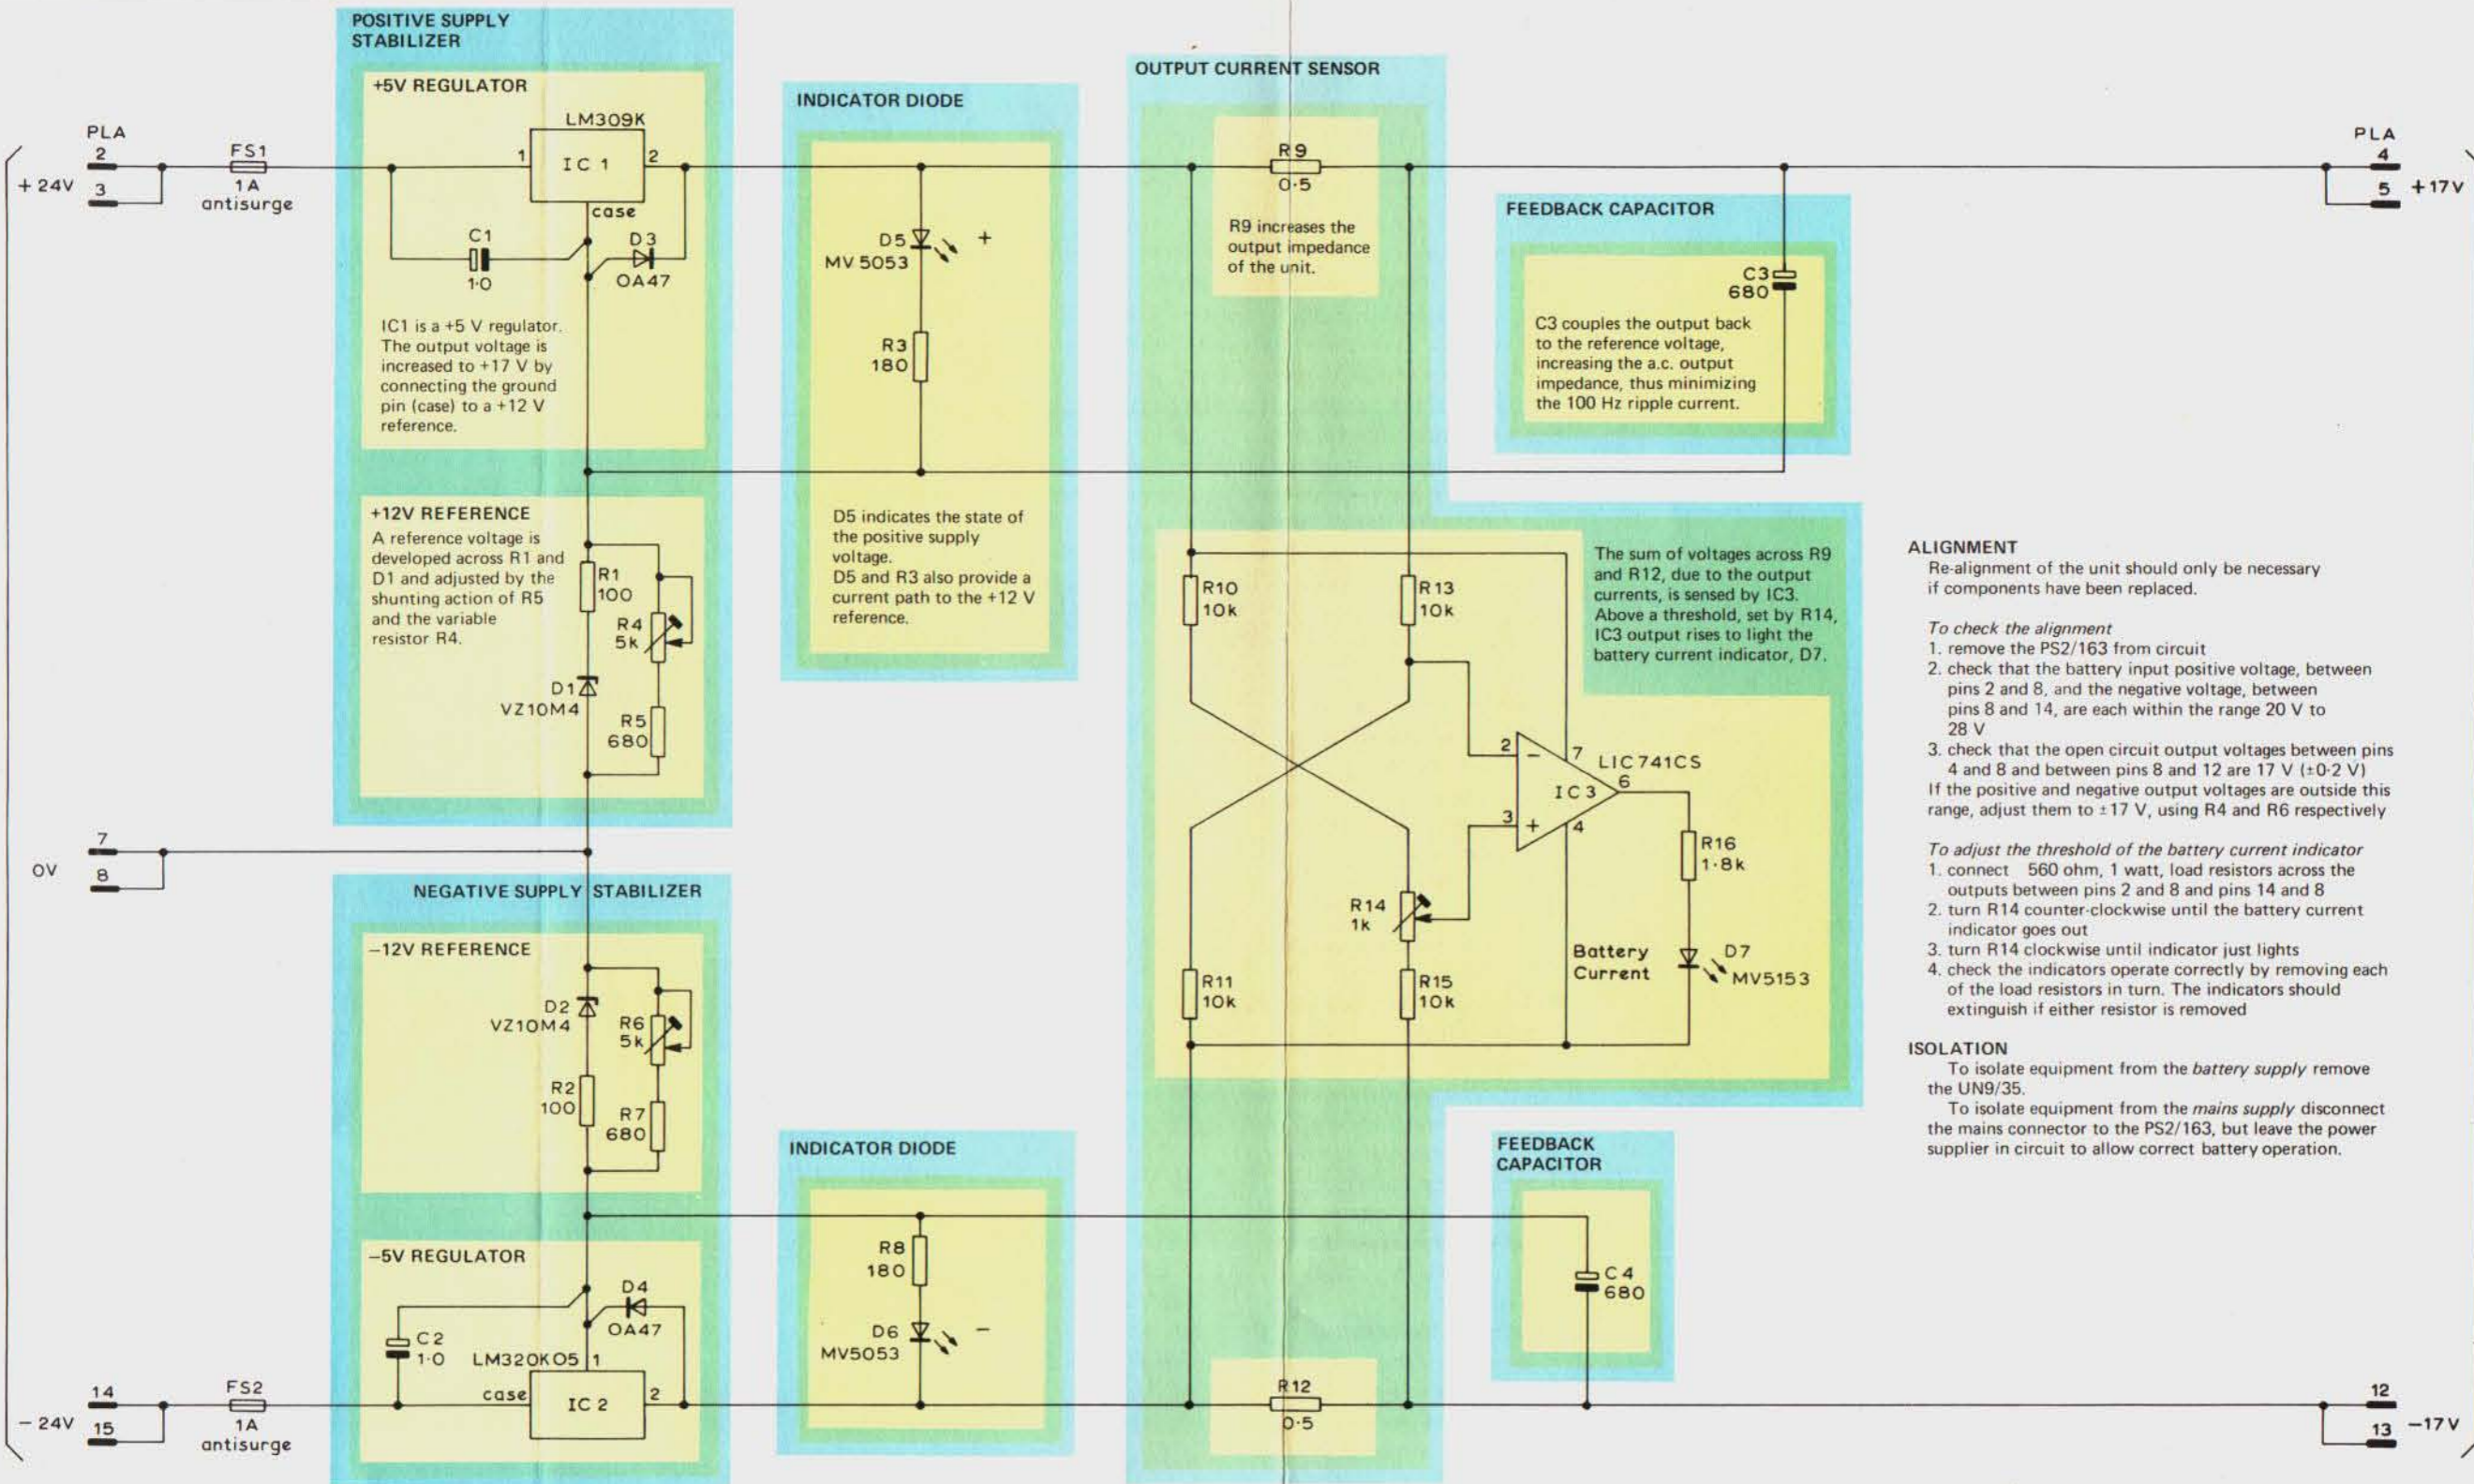 POSITIVE SUPPLY
STABILIZER
+5V REGULATOR
LM309K
1
IC 1
2
case
C1
1·0
D3
OA47
IC1 is a +5 V regulator.
The output voltage is
increased to +17 V by
connecting the ground
pin (case) to a +12 V
reference.
PLA
2
+ 24V
3
FS1
1A
antisurge
+12V REFERENCE
A reference voltage is
developed across R1 and
D1 and adjusted by the
shunting action of R5
and the variable
resistor R4.
R1
100
R4
5k
D1
VZ10M4
R5
680
INDICATOR DIODE
D5
MV 5053
+
R3
180
D5 indicates the state of
the positive supply
voltage.
D5 and R3 also provide a
current path to the +12 V
reference.
OUTPUT CURRENT SENSOR
R9
0·5
R9 increases the
output impedance
of the unit.
FEEDBACK CAPACITOR
C3
680
C3 couples the output back
to the reference voltage,
increasing the a.c. output
impedance, thus minimizing
the 100 Hz ripple current.
PLA
4
5
+17V
The sum of voltages across R9
and R12, due to the output
currents, is sensed by IC3.
Above a threshold, set by R14,
IC3 output rises to light the
battery current indicator, D7.
R10
10k
R13
10k
2
−
7
LIC741CS
IC 3
6
3
+
4
R16
1·8k
R14
1k
Battery
Current
D7
MV5153
R11
10k
R15
10k
ALIGNMENT
Re-alignment of the unit should only be necessary
if components have been replaced.
To check the alignment
1. remove the PS2/163 from circuit
2. check that the battery input positive voltage, between
pins 2 and 8, and the negative voltage, between
pins 8 and 14, are each within the range 20 V to
28 V
3. check that the open circuit output voltages between pins
4 and 8 and between pins 8 and 12 are 17 V (±0·2 V)
If the positive and negative output voltages are outside this
range, adjust them to ±17 V, using R4 and R6 respectively
To adjust the threshold of the battery current indicator
1. connect 560 ohm, 1 watt, load resistors across the
outputs between pins 2 and 8 and pins 14 and 8
2. turn R14 counter-clockwise until the battery current
indicator goes out
3. turn R14 clockwise until indicator just lights
4. check the indicators operate correctly by removing each
of the load resistors in turn. The indicators should
extinguish if either resistor is removed
ISOLATION
To isolate equipment from the battery supply remove
the UN9/35.
To isolate equipment from the mains supply disconnect
the mains connector to the PS2/163, but leave the power
supplier in circuit to allow correct battery operation.
7
0V
8
NEGATIVE SUPPLY STABILIZER
−12V REFERENCE
D2
VZ10M4
R6
5k
R2
100
R7
680
−5V REGULATOR
D4
OA47
C2
1·0
LM320K05
1
case
IC 2
2
14
− 24V
15
FS2
1A
antisurge
INDICATOR DIODE
R8
180
D6
MV5053
−
R12
0·5
FEEDBACK
CAPACITOR
C4
680
12
13
−17V